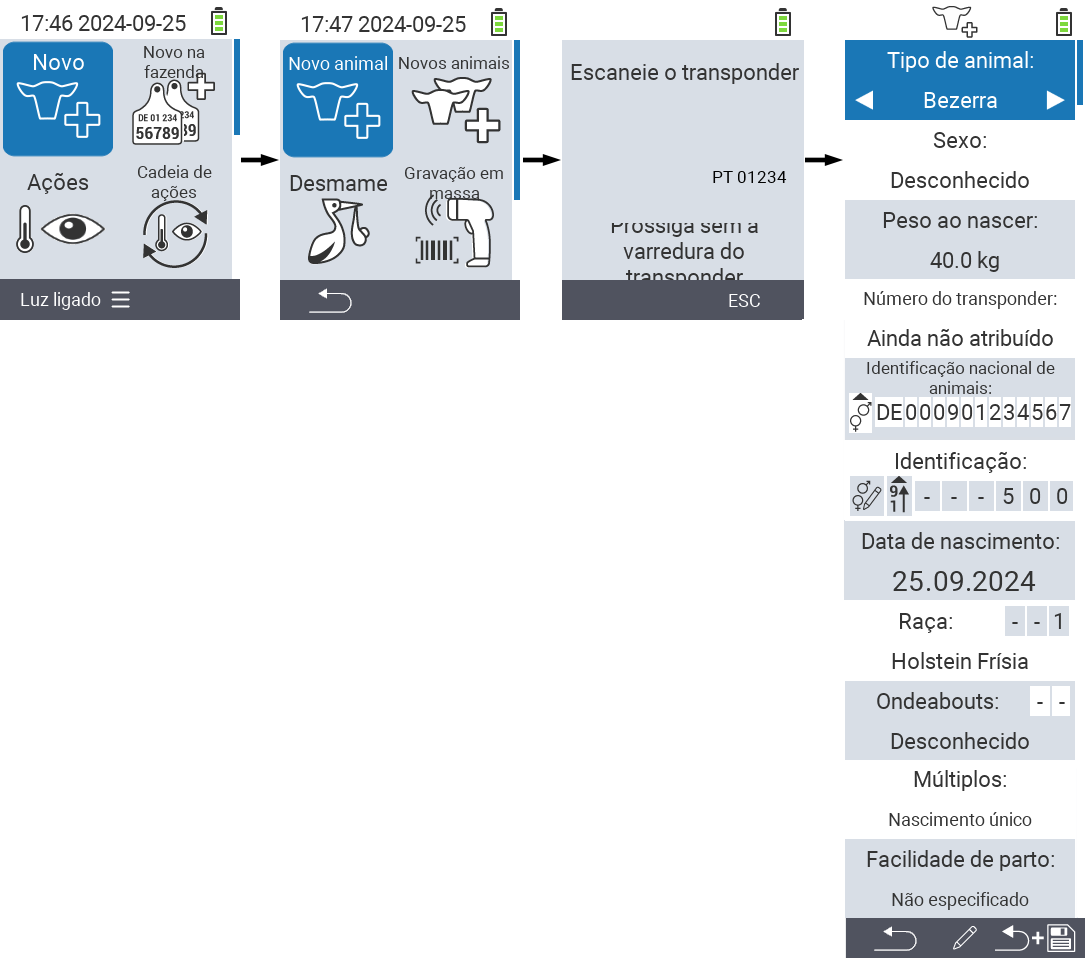 17:46 2024-09-25
Novo
Novo na
fazenda
DE 01 234
56789
234
89
Ações
Cadeia de
ações
Luz ligado
17:47 2024-09-25
Novo animal
Novos animais
Desmame
Gravação em
massa
Escaneie o transponder
PT 01234
Prossiga sem a
varredura do
transponder
ESC
Tipo de animal:
Bezerra
Sexo:
Desconhecido
Peso ao nascer:
40.0 kg
Número do transponder:
Ainda não atribuído
Identificação nacional de
animais:
DE000901234567
Identificação:
9
1
- - - 5 0 0
Data de nascimento:
25.09.2024
Raça: - - 1
Holstein Frísia
Ondeabouts: - -
Desconhecido
Múltiplos:
Nascimento único
Facilidade de parto:
Não especificado
+